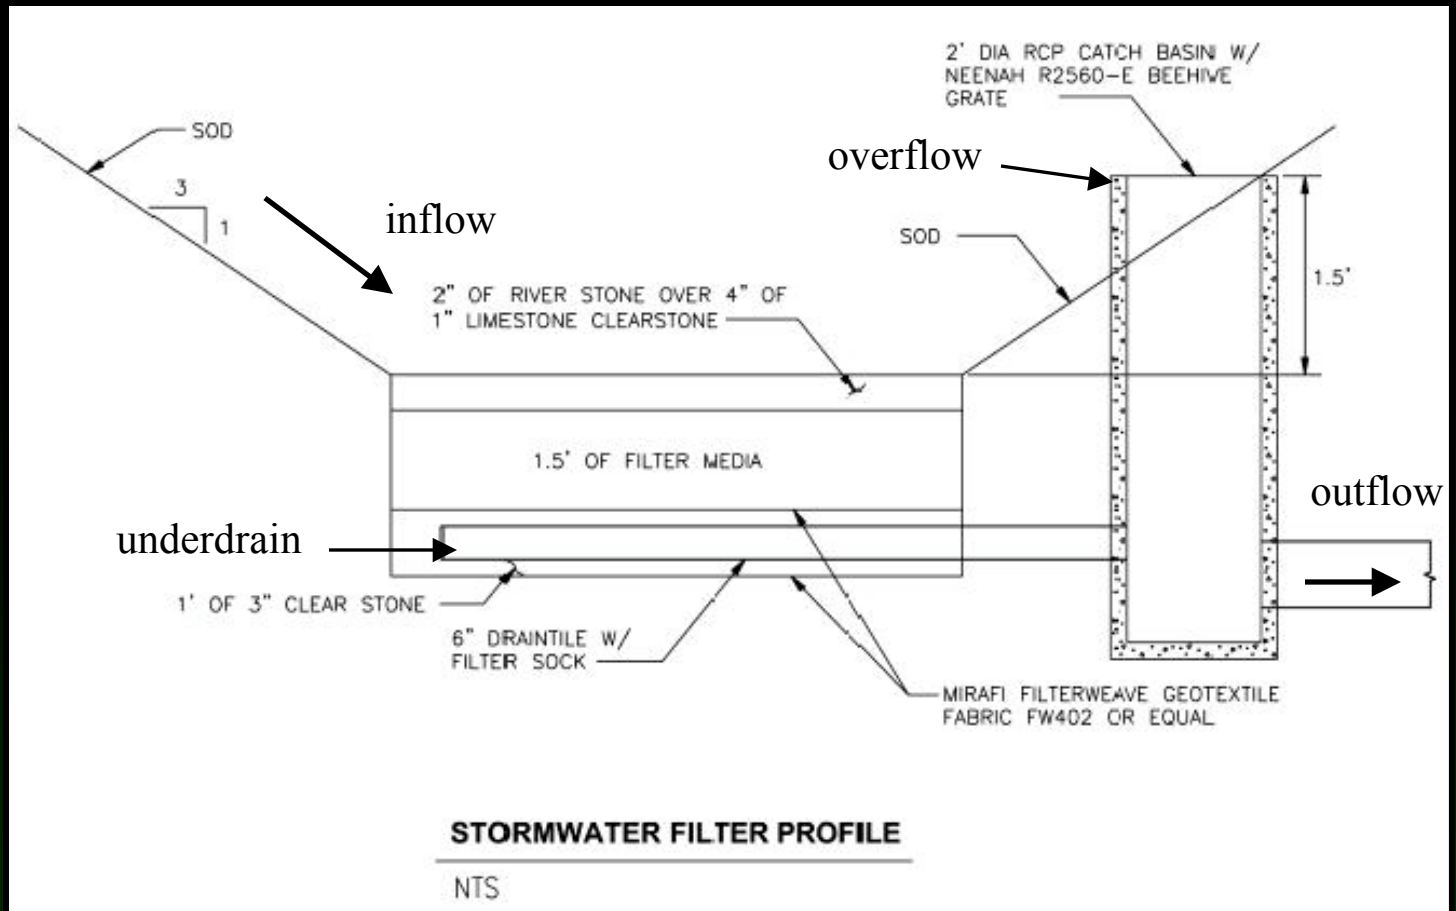 2' DIA RCP CATCH BASIN W/
NEENAH R2560-E BEEHIVE
GRATE
SOD
overflow
3
1
inflow
SOD
1.5'
2" OF RIVER STONE OVER 4" OF
1" LIMESTONE CLEARSTONE
1.5' OF FILTER MEDIA
outflow
underdrain
1' OF 3" CLEAR STONE
6" DRAINTILE W/
FILTER SOCK
MIRAFI FILTERWEAVE GEOTEXTILE
FABRIC FW402 OR EQUAL
STORMWATER FILTER PROFILE
NTS